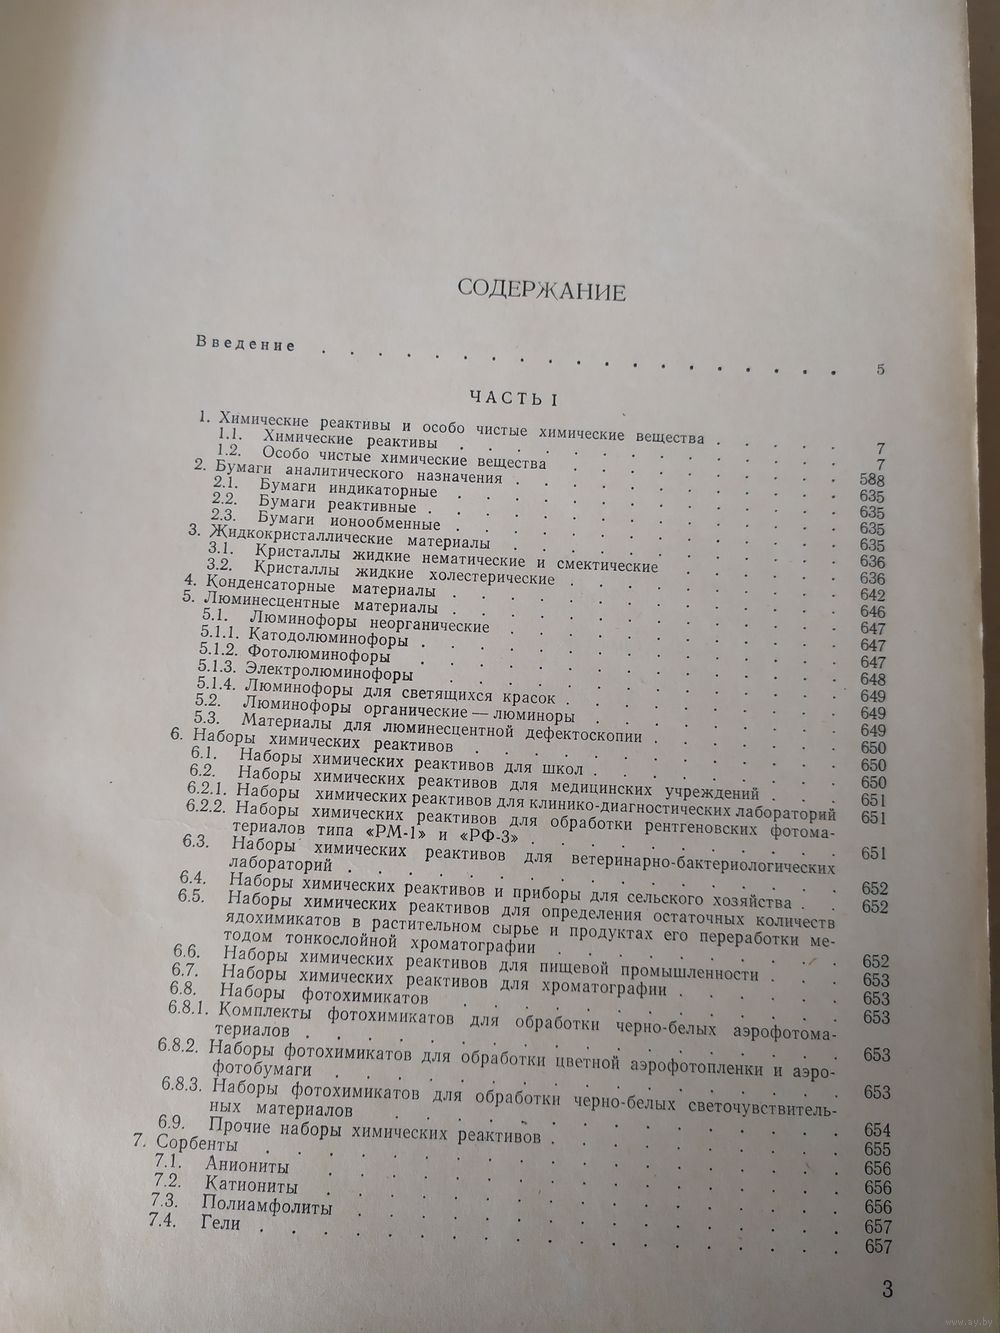 СОДЕРЖАНИЕ
Введение . . . . . . . . . . . . . . . . . . . 5
ЧАСТЬ I
1. Химические реактивы и особо чистые химические вещества . . . . . 7
1.1. Химические реактивы . . . . . . . . . . . . . . 7
1.2. Особо чистые химические вещества . . . . . . . . . . 588
2. Бумаги аналитического назначения . . . . . . . . . . . . 635
2.1. Бумаги индикаторные . . . . . . . . . . . . . . 635
2.2. Бумаги реактивные . . . . . . . . . . . . . . . 635
2.3. Бумаги ионообменные . . . . . . . . . . . . . . 635
3. Жидкокристаллические материалы . . . . . . . . . . . . 636
3.1. Кристаллы жидкие нематические и смектические . . . . . . 636
3.2. Кристаллы жидкие холестерические . . . . . . . . . . 642
4. Конденсаторные материалы . . . . . . . . . . . . . . 646
5. Люминесцентные материалы . . . . . . . . . . . . . . 647
5.1. Люминофоры неорганические . . . . . . . . . . . . 647
5.1.1. Катодолюминофоры . . . . . . . . . . . . . . . 647
5.1.2. Фотолюминофоры . . . . . . . . . . . . . . . 648
5.1.3. Электролюминофоры . . . . . . . . . . . . . . 649
5.1.4. Люминофоры для светящихся красок . . . . . . . . . . 649
5.2. Люминофоры органические — люминоры . . . . . . . . . 649
5.3. Материалы для люминесцентной дефектоскопии . . . . . . . 650
6. Наборы химических реактивов . . . . . . . . . . . . . 650
6.1. Наборы химических реактивов для школ . . . . . . . . . 650
6.2. Наборы химических реактивов для медицинских учреждений . . . 651
6.2.1. Наборы химических реактивов для клинико-диагностических лабораторий 651
6.2.2. Наборы химических реактивов для обработки рентгеновских фотома-
териалов типа «РМ-1» и «РФ-3» . . . . . . . . . . . 651
6.3. Наборы химических реактивов для ветеринарно-бактериологических
лабораторий . . . . . . . . . . . . . . . . . 652
6.4. Наборы химических реактивов и приборы для сельского хозяйства . . 652
6.5. Наборы химических реактивов для определения остаточных количеств
ядохимикатов в растительном сырье и продуктах его переработки ме-
тодом тонкослойной хроматографии . . . . . . . . . . 652
6.6. Наборы химических реактивов для пищевой промышленности . . . 653
6.7. Наборы химических реактивов для хроматографии . . . . . . 653
6.8. Наборы фотохимикатов . . . . . . . . . . . . . . 653
6.8.1. Комплекты фотохимикатов для обработки черно-белых аэрофотома-
териалов . . . . . . . . . . . . . . . . . . . 653
6.8.2. Наборы фотохимикатов для обработки цветной аэрофотопленки и аэро-
фотобумаги . . . . . . . . . . . . . . . . . . 653
6.8.3. Наборы фотохимикатов для обработки черно-белых светочувствитель-
ных материалов . . . . . . . . . . . . . . . . 654
6.9. Прочие наборы химических реактивов . . . . . . . . . . 655
7. Сорбенты . . . . . . . . . . . . . . . . . . . . 656
7.1. Аниониты . . . . . . . . . . . . . . . . . . 656
7.2. Катиониты . . . . . . . . . . . . . . . . . . 656
7.3. Полиамфолиты . . . . . . . . . . . . . . . . . 657
7.4. Гели . . . . . . . . . . . . . . . . . . . . 657
3
www.ay.by